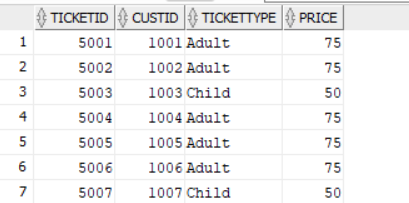 TICKETID CUSTID TICKETTYPE PRICE
1 5001 1001 Adult 75
2 5002 1002 Adult 75
3 5003 1003 Child 50
4 5004 1004 Adult 75
5 5005 1005 Adult 75
6 5006 1006 Adult 75
7 5007 1007 Child 50